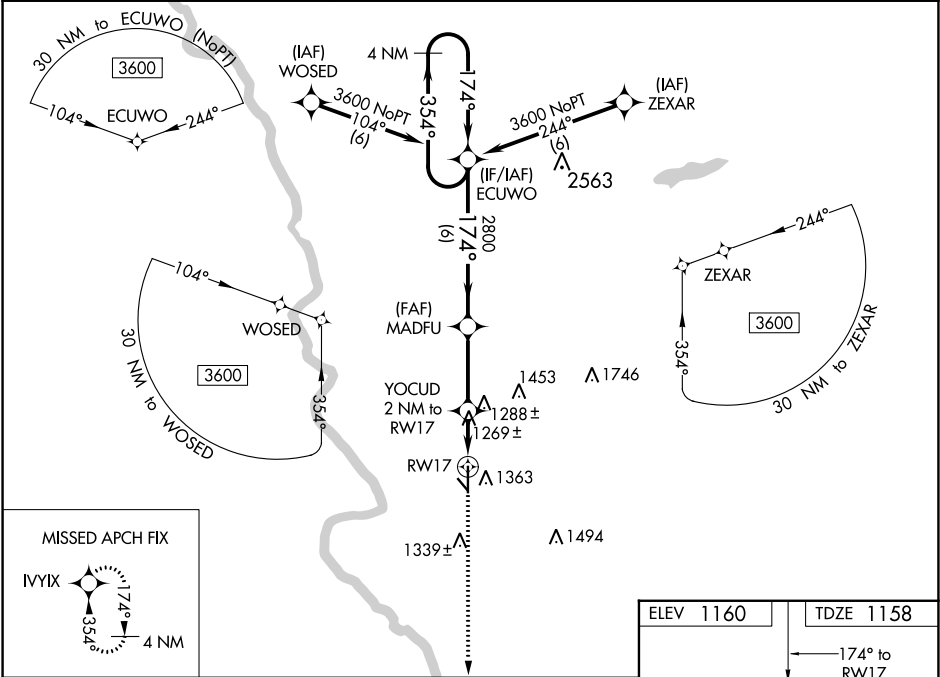 30 NM to ECUWO (NoPT)
3600
104°
ECUWO
244°
(IAF)
WOSED
3600 NoPT
104°
(6)
4 NM
354°
174°
(IAF)
ZEXAR
3600 NoPT
244°
(6)
2563
(IF/IAF)
ECUWO
2800
174°
(6)
104°
WOSED
3600
354°
30 NM to WOSED
244°
ZEXAR
3600
354°
30 NM to ZEXAR
(FAF)
MADFU
YOCUD
2 NM to
RW17
1453
1746
1288±
1269±
RW17
1363
1339±
1494
MISSED APCH FIX
IVYIX
174°
354°
4 NM
ELEV 1160
TDZE 1158
174° to
RW17